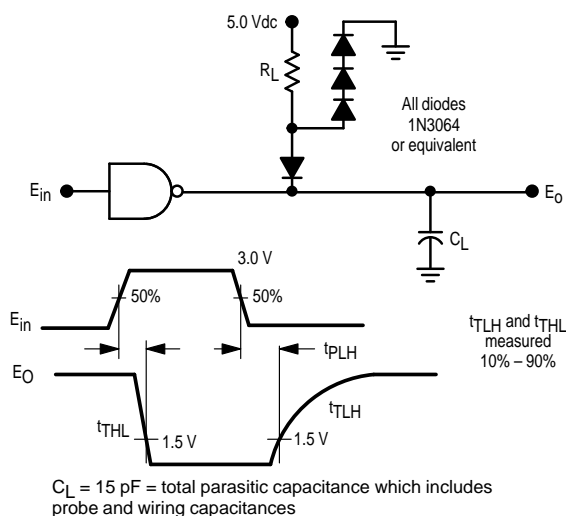 5.0 Vdc
RL
All diodes
1N3064
or equivalent
Ein
Eo
CL
3.0 V
50%
50%
Ein
tPLH
tTLH and tTHL
measured
10% – 90%
EO
tTHL
1.5 V
1.5 V
tTLH
CL = 15 pF = total parasitic capacitance which includes
probe and wiring capacitances